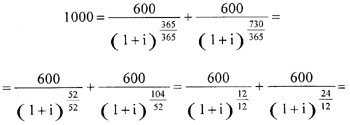 1000 = 600/(1+i)^(365/365) + 600/(1+i)^(730/365) =
= 600/(1+i)^(52/52) + 600/(1+i)^(104/52) = 600/(1+i)^(12/12) + 600/(1+i)^(24/12) =